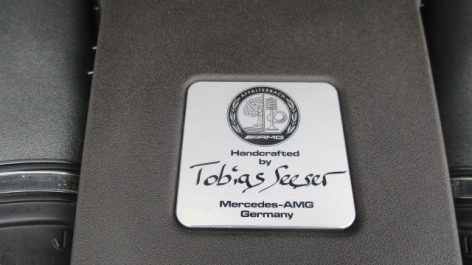 AFFALTERBACH
AMG
Handcrafted
by
Tobias Seeser
Mercedes-AMG
Germany